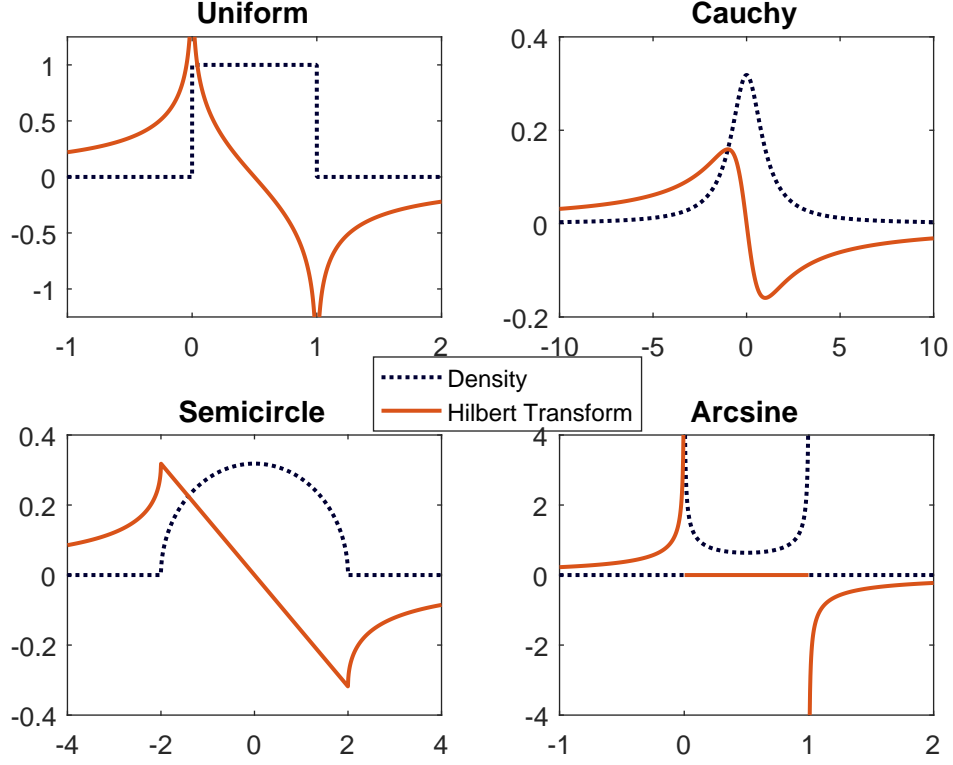 Uniform
1
0.5
0
-0.5
-1
-1 0 1 2
Cauchy
0.4
0.2
0
-0.2
-10 -5 0 5 10
Density
Hilbert Transform
Semicircle
0.4
0.2
0
-0.2
-0.4
-4 -2 0 2 4
Arcsine
4
2
0
-2
-4
-1 0 1 2